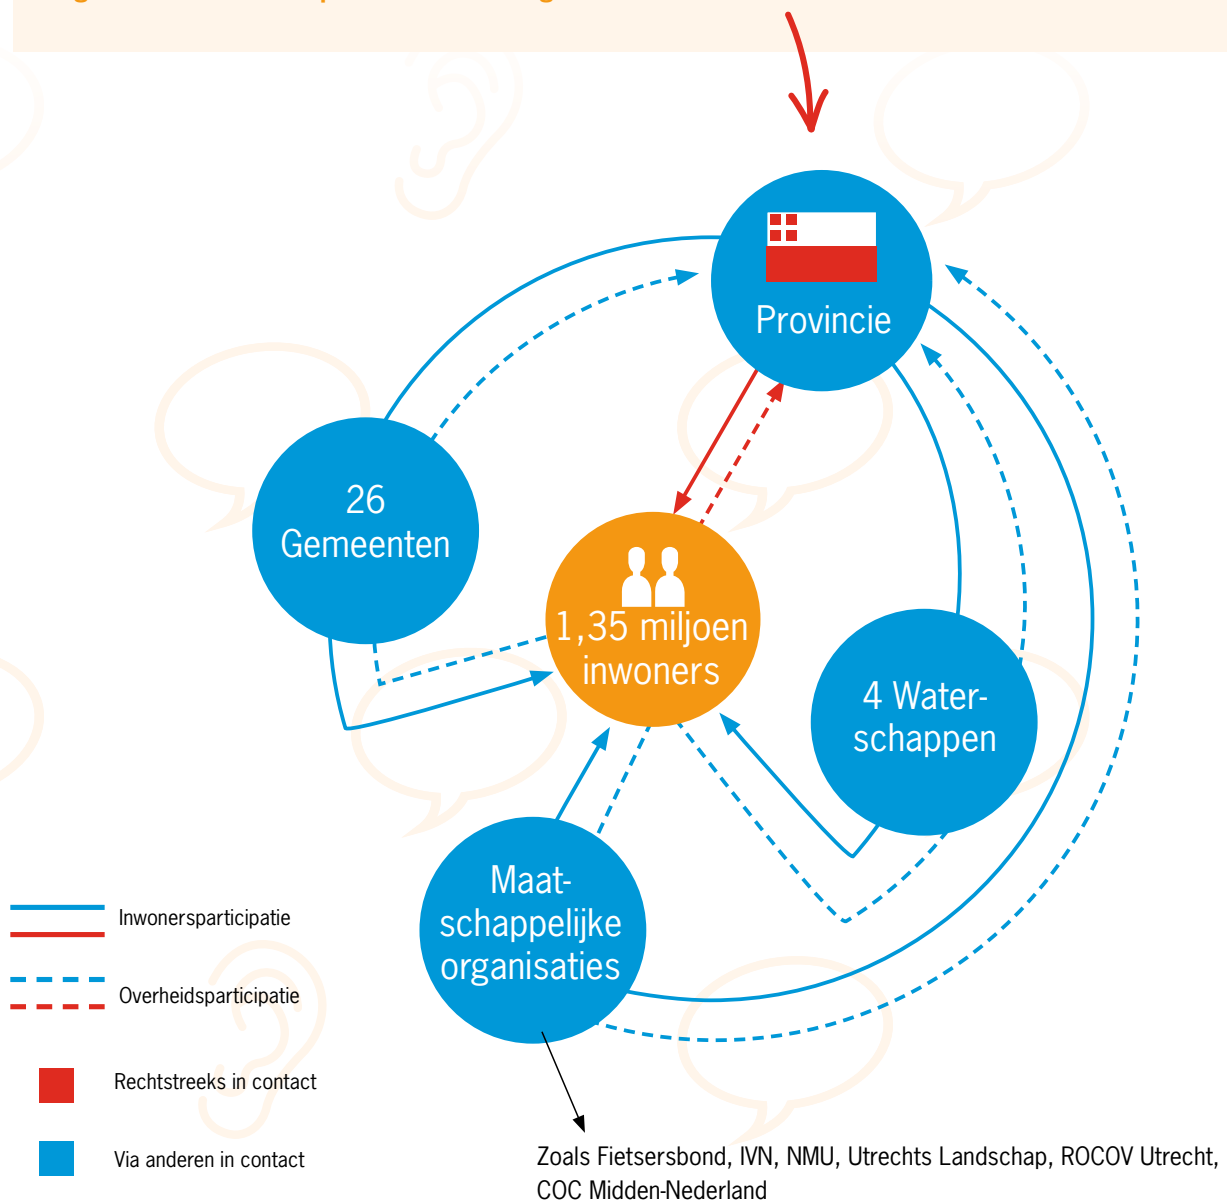 Provincie
26
Gemeenten
1,35 miljoen
inwoners
4 Water-
schappen
Maat-
schappelijke
organisaties
Inwonersparticipatie
Overheidsparticipatie
Rechtstreeks in contact
Via anderen in contact
Zoals Fietsersbond, IVN, NMU, Utrechts Landschap, ROCOV Utrecht,
COC Midden-Nederland